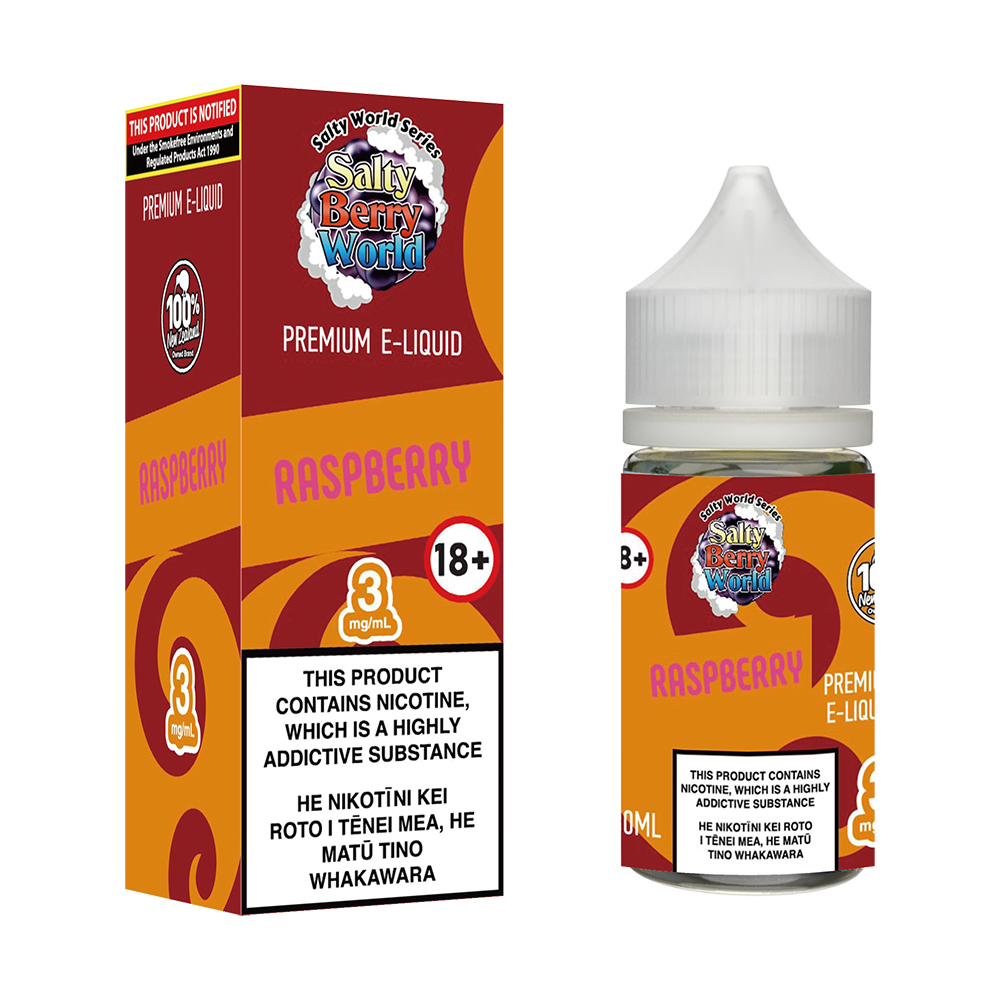 THIS PRODUCT IS NOTIFIED
Under the Smokefree Environments and
Regulated Products Act 1990
PREMIUM E-LIQUID
100%
New Zealand
Owned Brand
RASPBERRY
3
mg/mL
Salty World Series
Salty
Berry
World
PREMIUM E-LIQUID
RASPBERRY
18+
3
mg/mL
THIS PRODUCT
CONTAINS NICOTINE,
WHICH IS A HIGHLY
ADDICTIVE SUBSTANCE
HE NIKOTĪNI KEI
ROTO I TĒNEI MEA, HE
MATŪ TINO
WHAKAWARA
Salty World Series
Salty
Berry
World
8+
RASPBERRY
E-LIQU
THIS PRODUCT CONTAINS
NICOTINE, WHICH IS A HIGHLY
ADDICTIVE SUBSTANCE
HE NIKOTĪNI KEI ROTO
I TĒNEI MEA, HE MATŪ
TINO WHAKAWARA
0ML
3